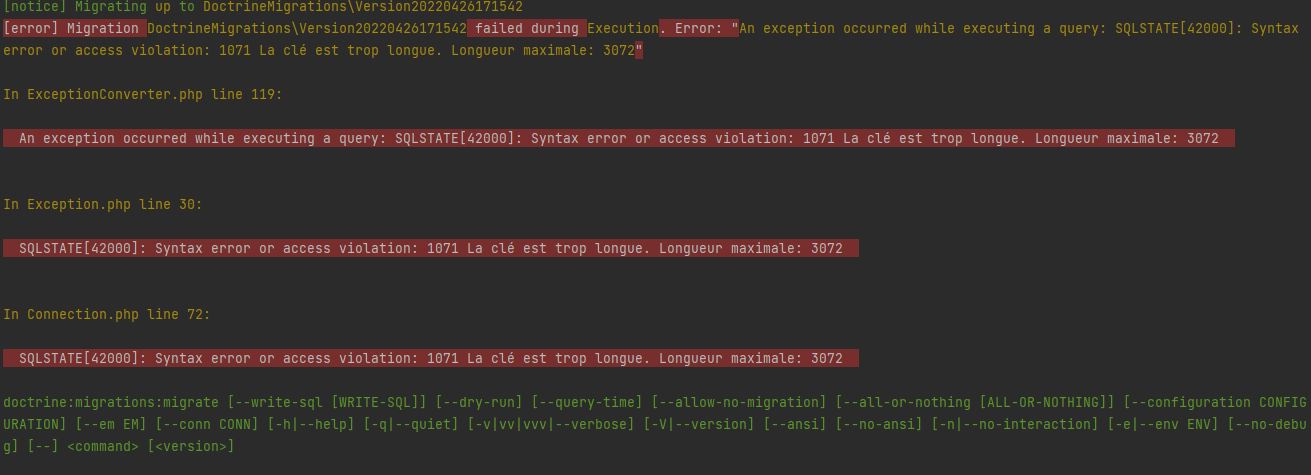 [notice] Migrating up to DoctrineMigrations\Version20220426171542
[error] Migration DoctrineMigrations\Version20220426171542 failed during Execution. Error: "An exception occurred while executing a query: SQLSTATE[42000]: Syntax
error or access violation: 1071 La clé est trop longue. Longueur maximale: 3072"
In ExceptionConverter.php line 119:
An exception occurred while executing a query: SQLSTATE[42000]: Syntax error or access violation: 1071 La clé est trop longue. Longueur maximale: 3072
In Exception.php line 30:
SQLSTATE[42000]: Syntax error or access violation: 1071 La clé est trop longue. Longueur maximale: 3072
In Connection.php line 72:
SQLSTATE[42000]: Syntax error or access violation: 1071 La clé est trop longue. Longueur maximale: 3072
doctrine:migrations:migrate [--write-sql [WRITE-SQL]] [--dry-run] [--query-time] [--allow-no-migration] [--all-or-nothing [ALL-OR-NOTHING]] [--configuration CONFIG
URATION] [--em EM] [--conn CONN] [-h|--help] [-q|--quiet] [-v|vv|vvv|--verbose] [-V|--version] [--ansi] [--no-ansi] [-n|--no-interaction] [-e|--env ENV] [--no-debu
g] [--] <command> [<version>]